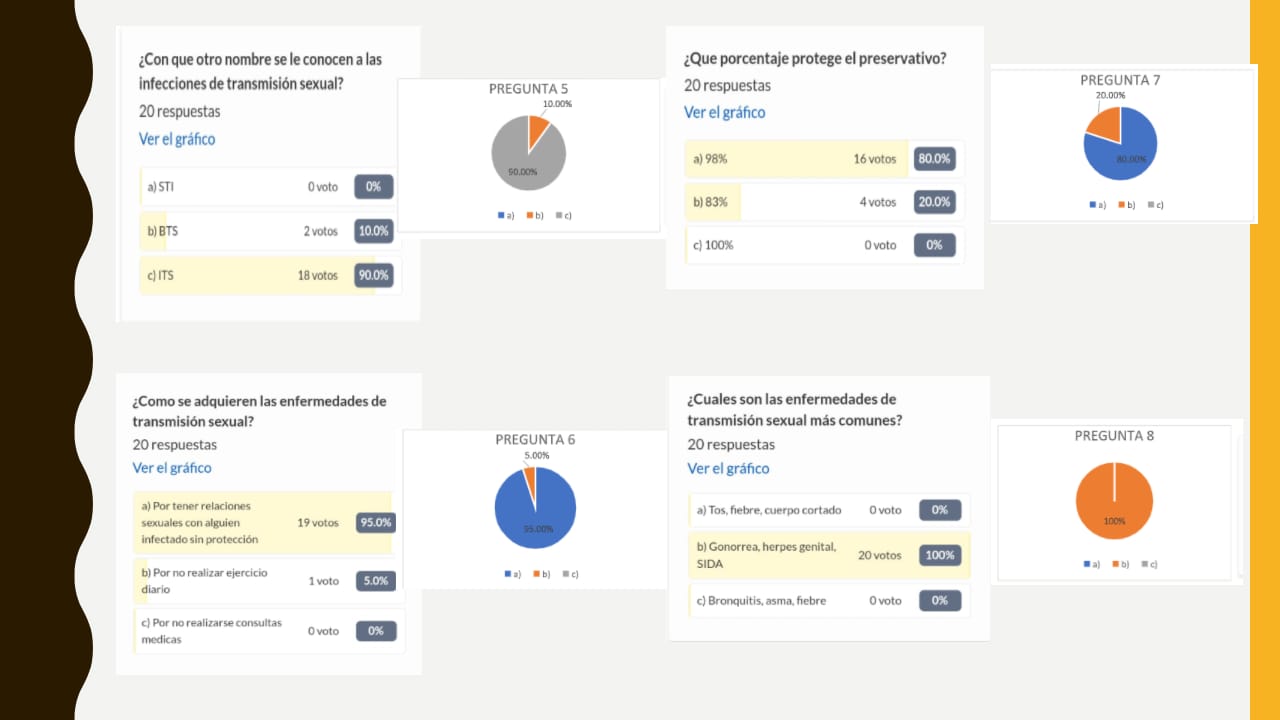 ¿Con que otro nombre se le conocen a las
infecciones de transmisión sexual?
20 respuestas
Ver el gráfico
a) STI 0 voto 0%
b) BTS 2 votos 10.0%
c) ITS 18 votos 90.0%
PREGUNTA 5
10.00%
90.00%
a) b) c)
¿Que porcentaje protege el preservativo?
20 respuestas
Ver el gráfico
a) 98% 16 votos 80.0%
b) 83% 4 votos 20.0%
c) 100% 0 voto 0%
PREGUNTA 7
20.00%
80.00%
a) b) c)
¿Como se adquieren las enfermedades de
transmisión sexual?
20 respuestas
Ver el gráfico
a) Por tener relaciones
sexuales con alguien 19 votos 95.0%
infectado sin protección
b) Por no realizar ejercicio
diario 1 voto 5.0%
c) Por no realizarse consultas
medicas 0 voto 0%
PREGUNTA 6
5.00%
95.00%
a) b) c)
¿Cuales son las enfermedades de
transmisión sexual más comunes?
20 respuestas
Ver el gráfico
a) Tos, fiebre, cuerpo cortado 0 voto 0%
b) Gonorrea, herpes genital,
SIDA 20 votos 100%
c) Bronquitis, asma, fiebre 0 voto 0%
PREGUNTA 8
100%
a) b) c)